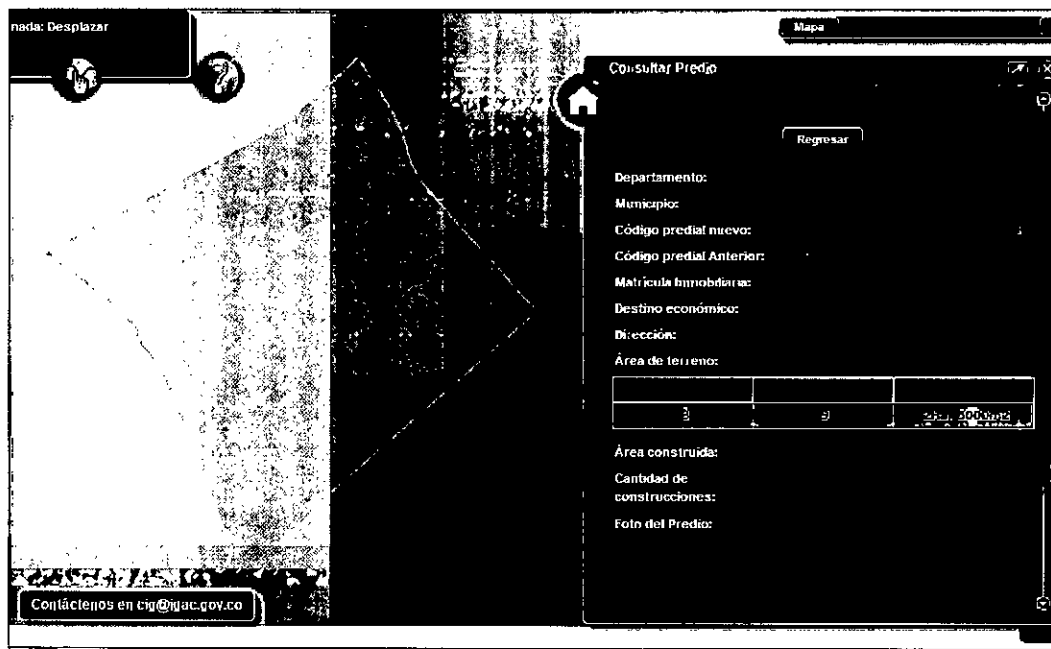 nada: Desplazar
Mapa
Consultar Predio
Regresar
Departamento:
Municipio:
Código predial nuevo:
Código predial Anterior:
Matrícula Inmobiliaria:
Destino económico:
Dirección:
Área de terreno:
Área construida:
Cantidad de
construcciones:
Foto del Predio:
Contáctenos en cig@igac.gov.co